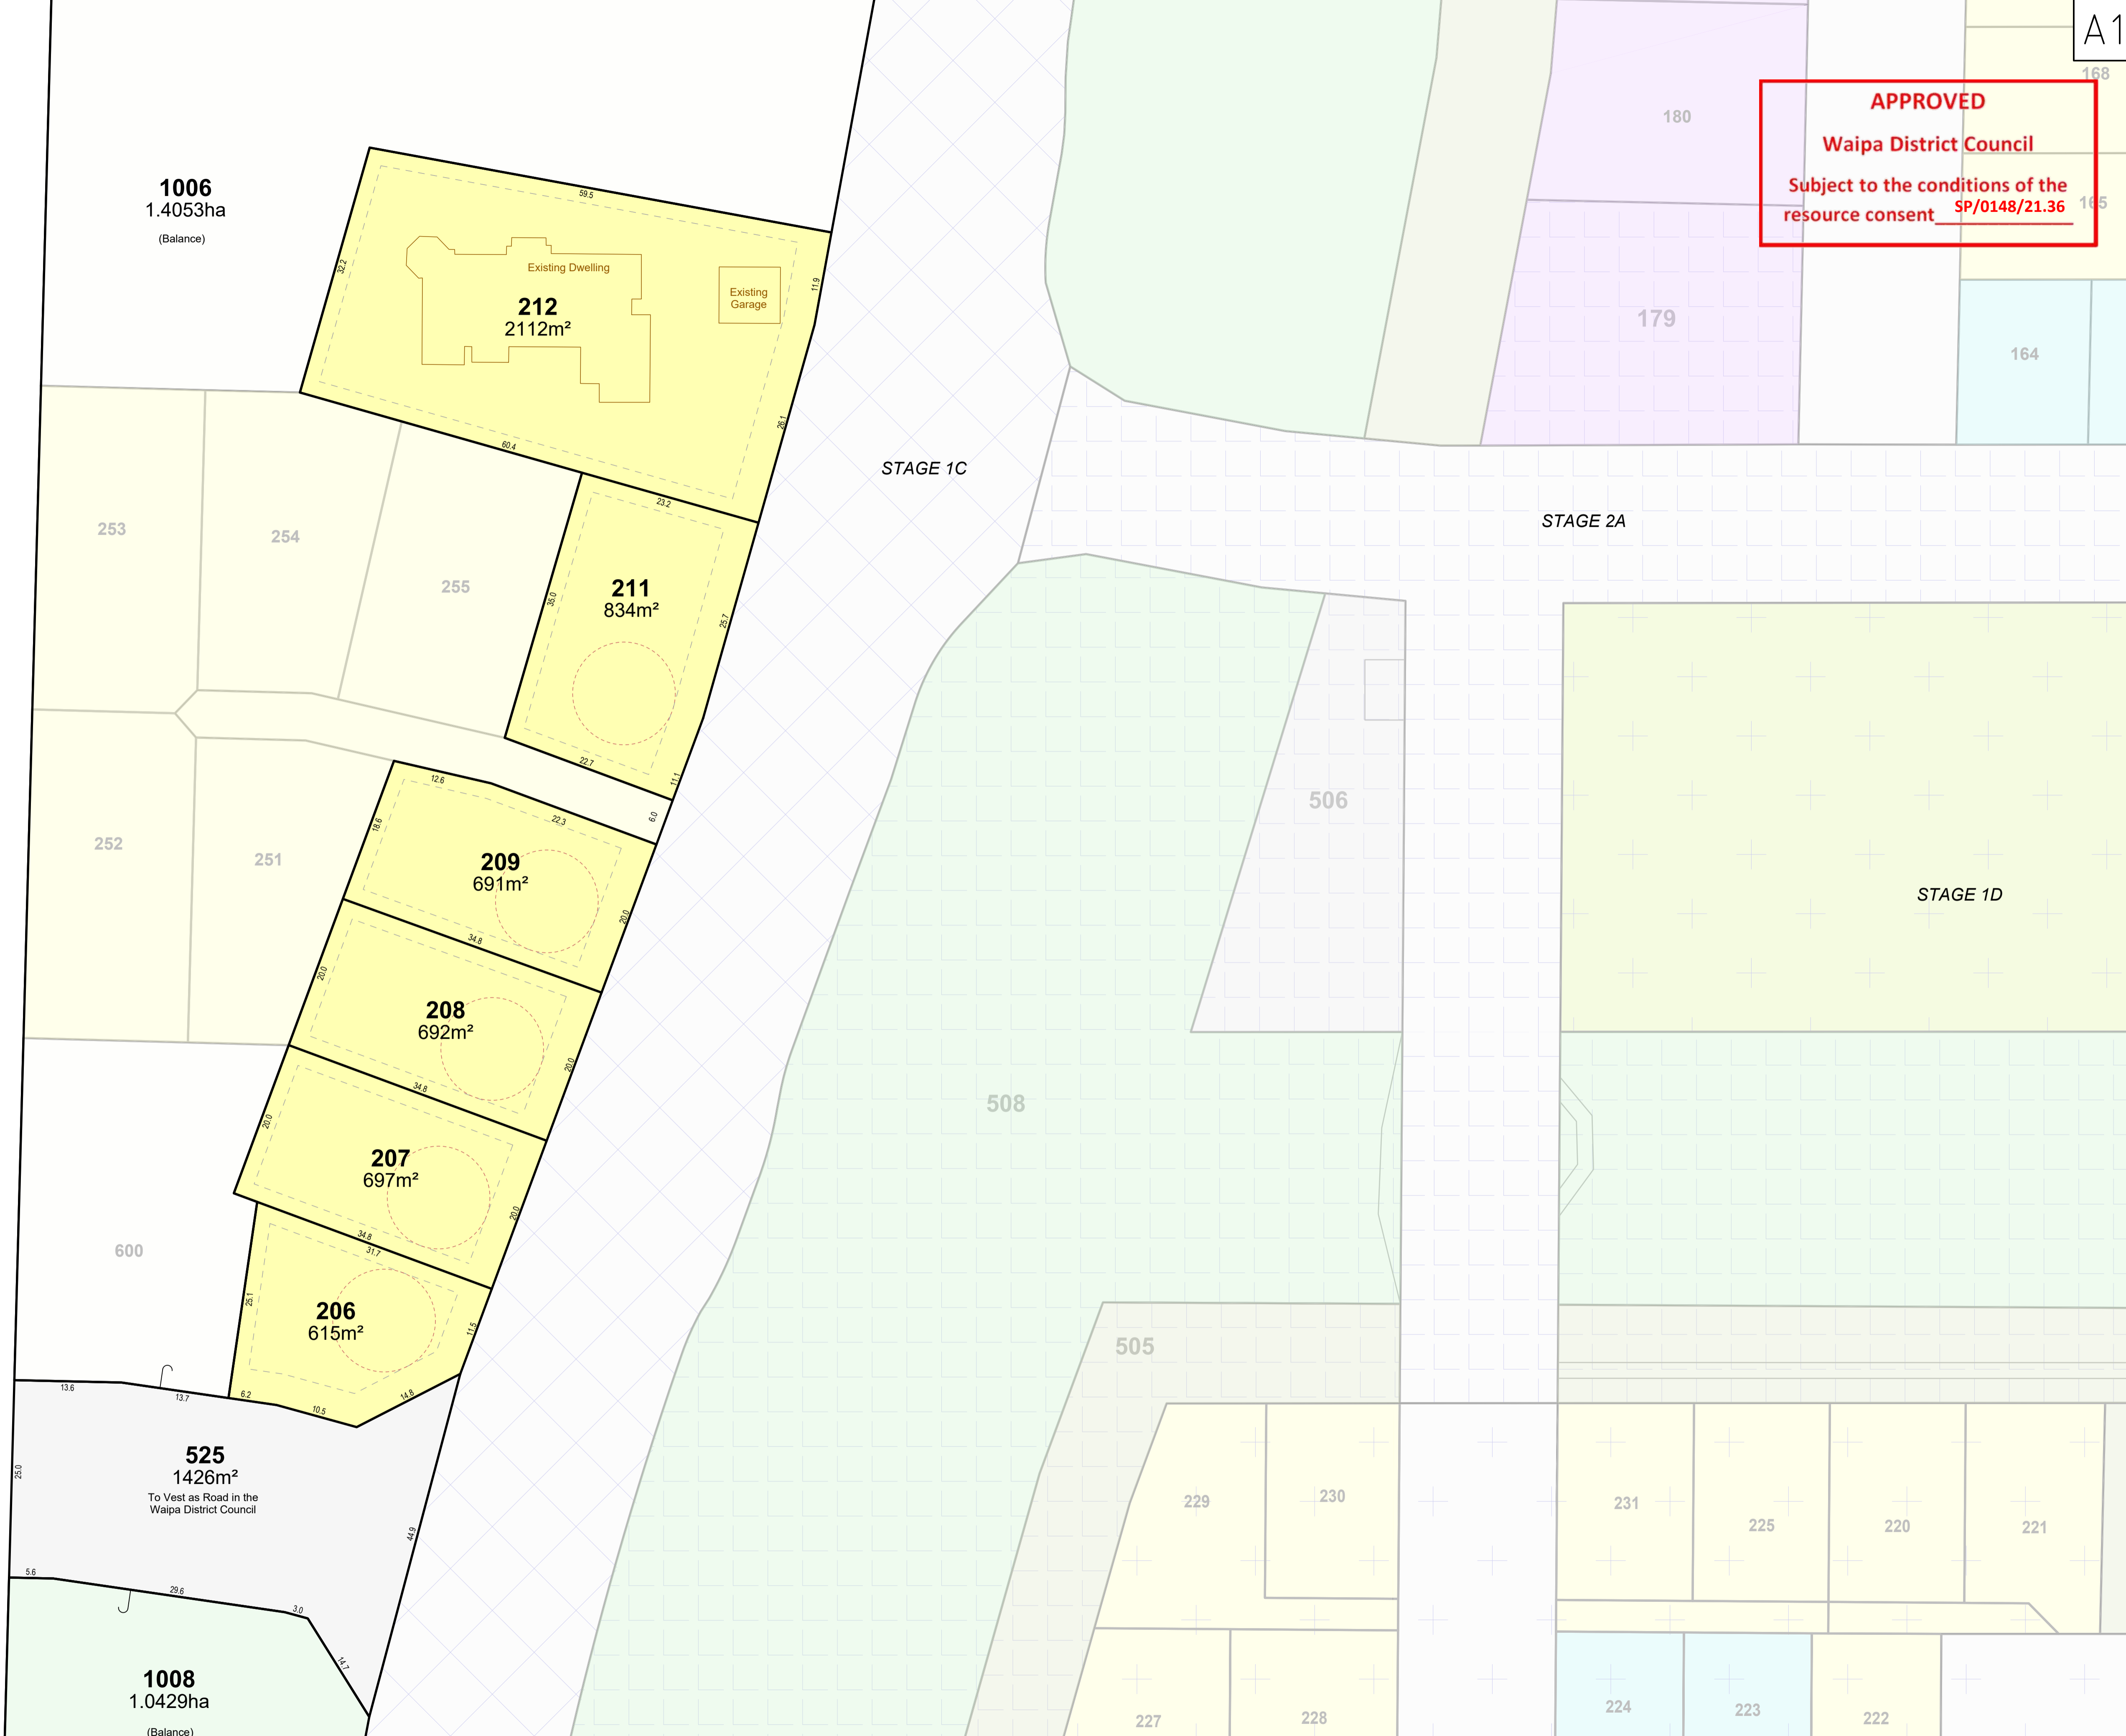 A1
168
APPROVED
Waipa District Council
Subject to the conditions of the
resource consent SP/0148/21.36
165
180
179
164
1006
1.4053ha
(Balance)
59.5
32.2
Existing Dwelling
212
2112m²
Existing
Garage
11.9
26.1
60.4
STAGE 1C
STAGE 2A
23.2
253
254
255
211
834m²
35.0
25.7
22.7
11.1
6.0
12.6
22.3
18.6
209
691m²
20.0
252
251
34.8
506
STAGE 1D
20.0
208
692m²
20.0
34.8
508
20.0
207
697m²
20.0
34.8
31.7
600
25.1
206
615m²
11.5
6.2
10.5
14.8
505
13.6
13.7
525
1426m²
To Vest as Road in the
Waipa District Council
25.0
44.9
5.6
29.6
3.0
14.7
1008
1.0429ha
(Balance)
229
230
231
225
220
221
227
228
224
223
222